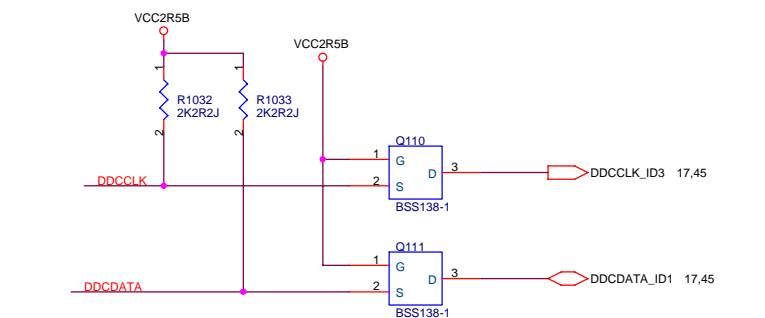 VCC2R5B
VCC2R5B
1
1
R1032
2K2R2J
R1033
2K2R2J
2
2
Q110
1
G
D
3
DDCCLK_ID3 17,45
DDCCLK
2
S
BSS138-1
Q111
1
G
D
3
DDCDATA_ID1 17,45
DDCDATA
2
S
BSS138-1